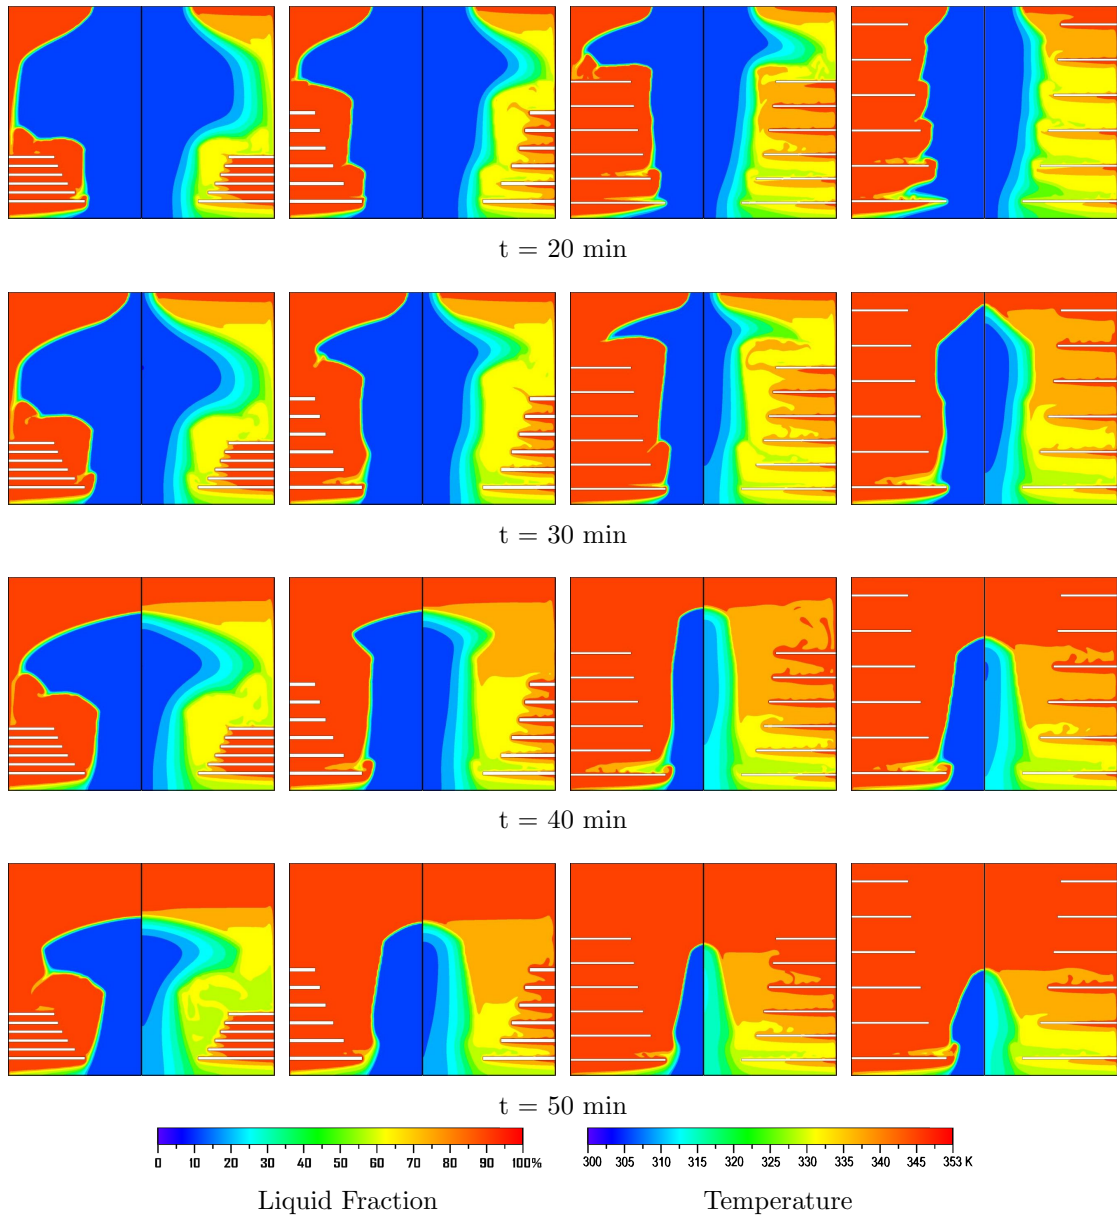 t = 20 min
t = 30 min
t = 40 min
t = 50 min
0 10 20 30 40 50 60 70 80 90 100%
300 305 310 315 320 325 330 335 340 345 353 K
Liquid Fraction
Temperature